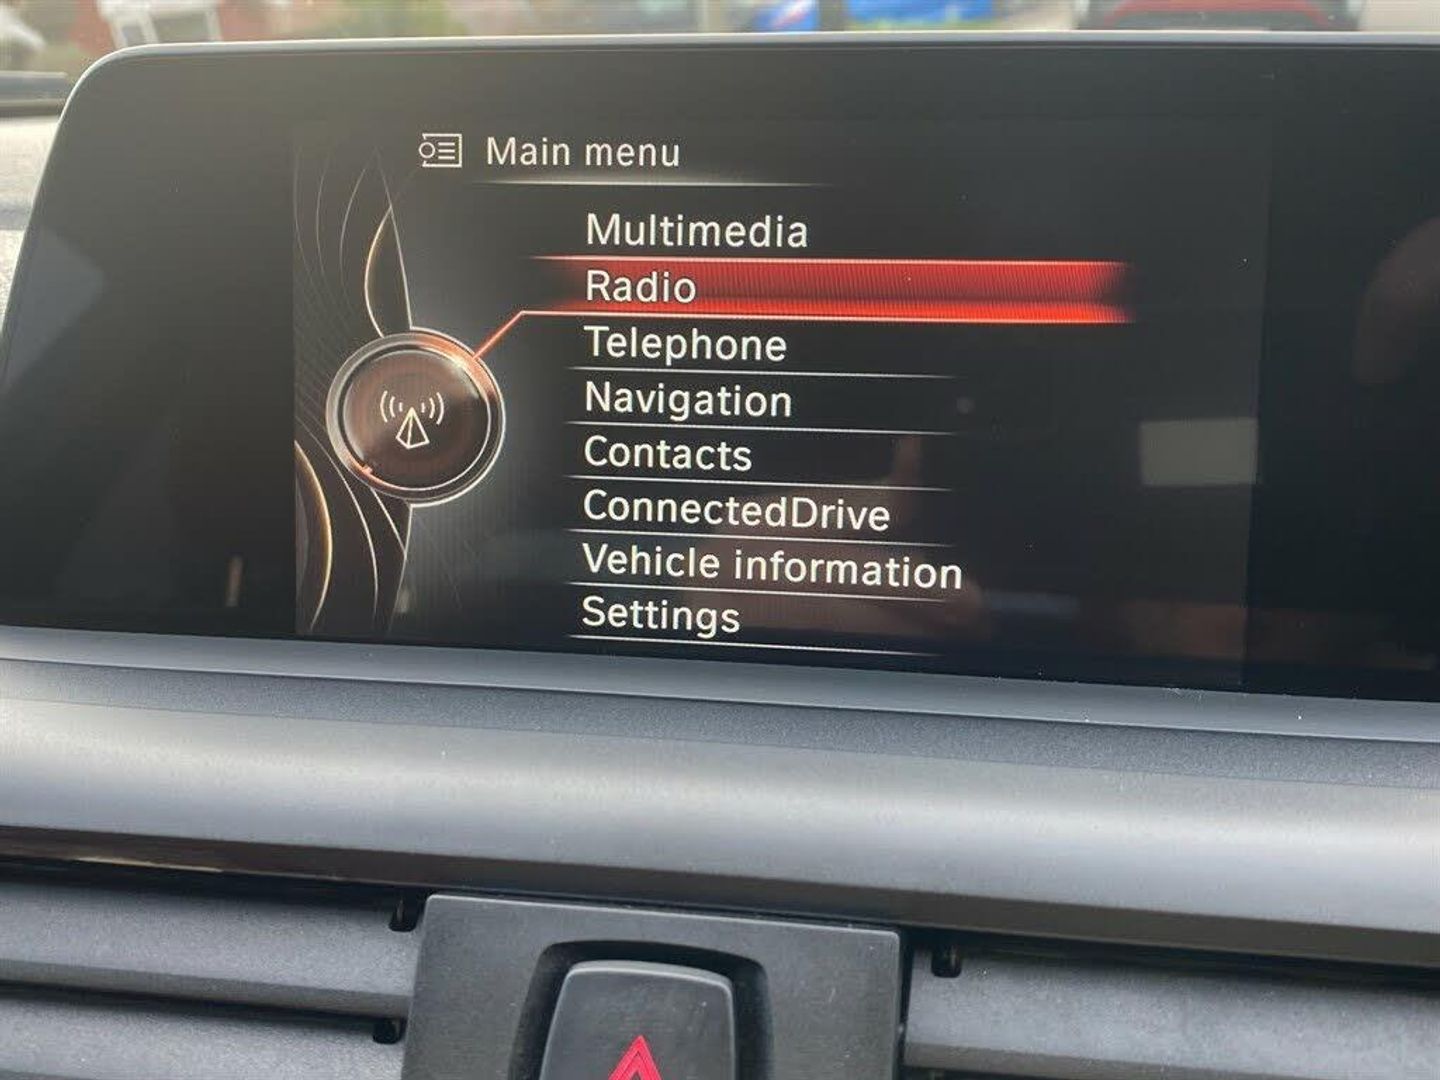 Main menu
Multimedia
Radio
Telephone
Navigation
Contacts
ConnectedDrive
Vehicle information
Settings